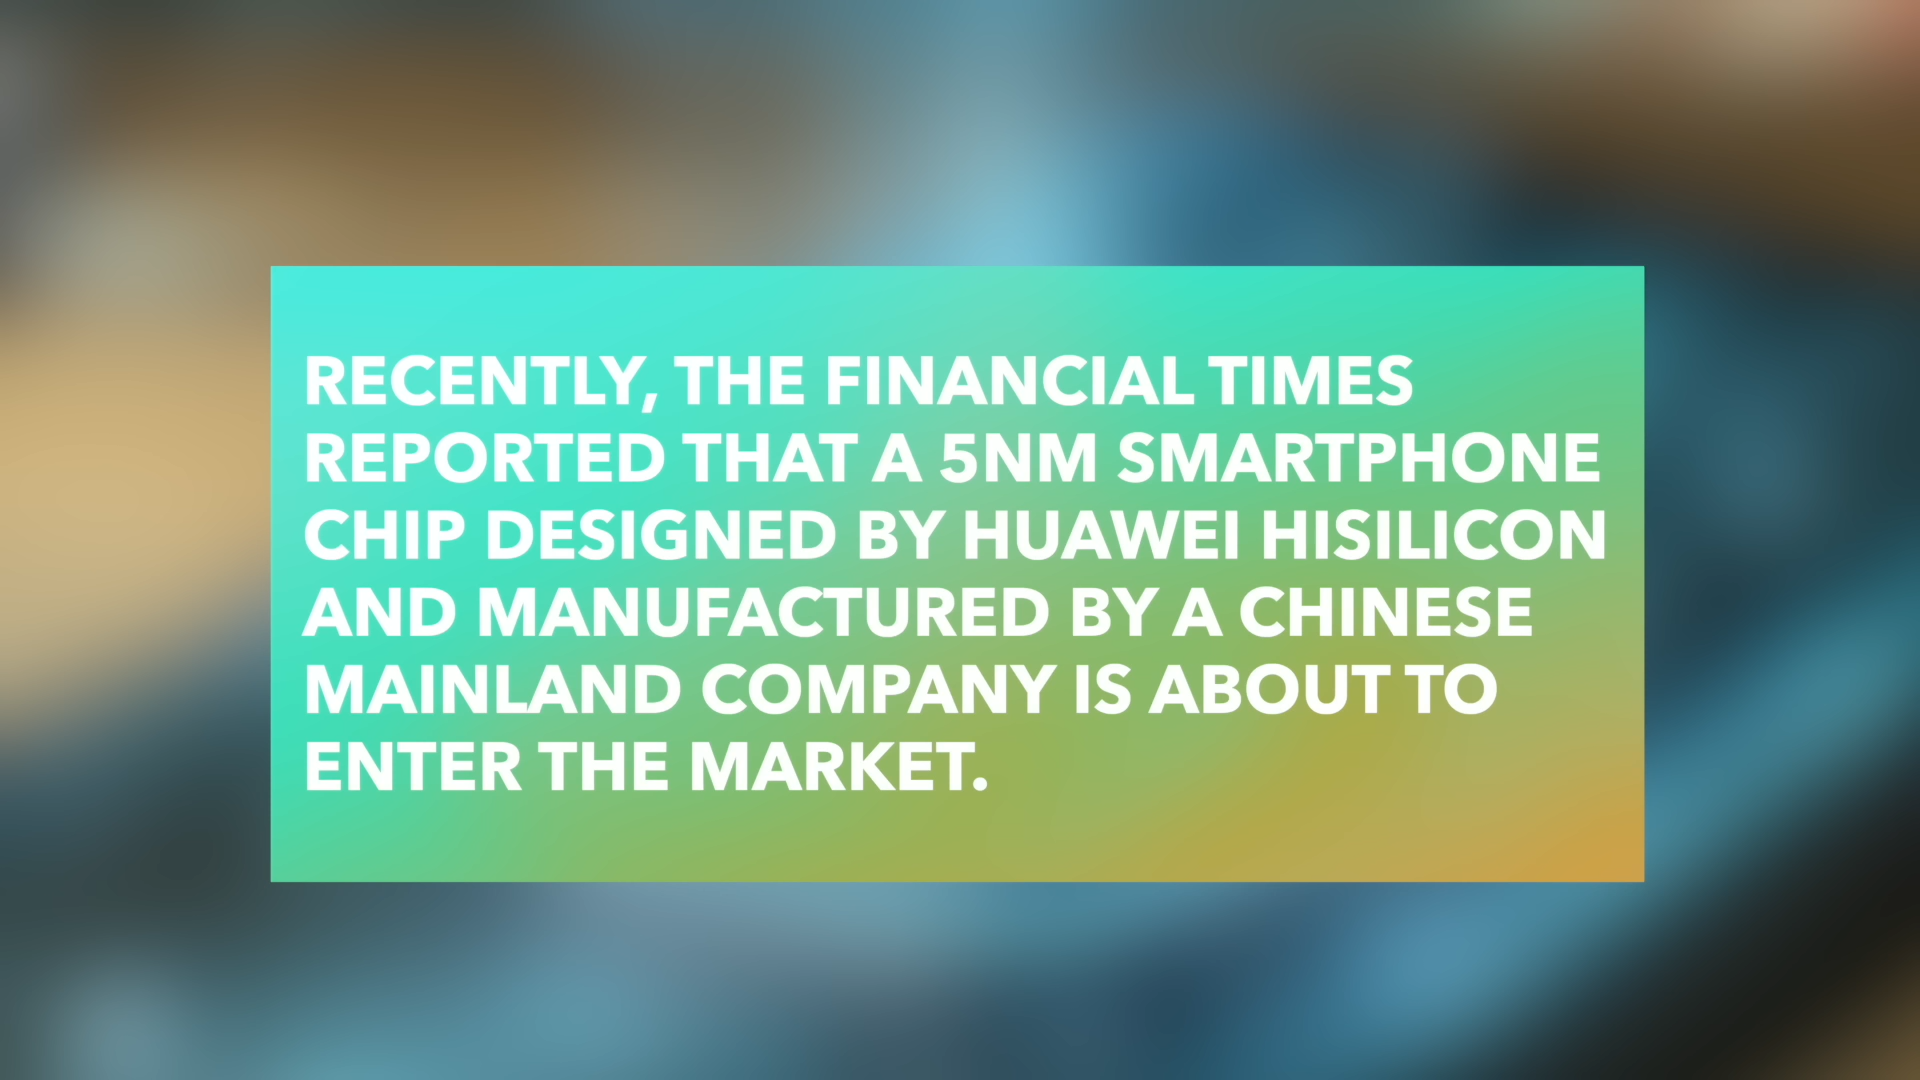 RECENTLY, THE FINANCIAL TIMES
REPORTED THAT A 5NM SMARTPHONE
CHIP DESIGNED BY HUAWEI HISILICON
AND MANUFACTURED BY A CHINESE
MAINLAND COMPANY IS ABOUT TO
ENTER THE MARKET.